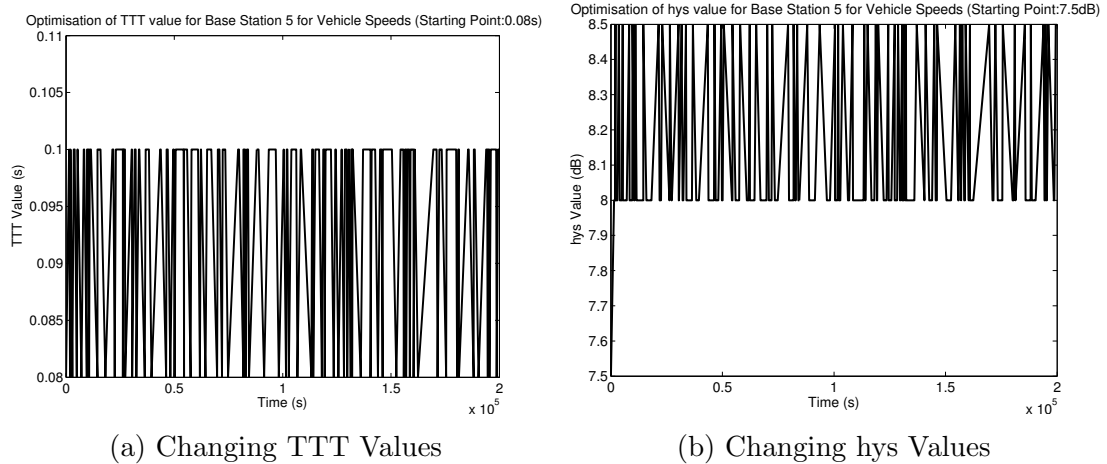 Optimisation of TTT value for Base Station 5 for Vehicle Speeds (Starting Point:0.08s)
0.11
0.105
0.1
0.095
0.09
0.085
0.08
TTT Value (s)
0 0.5 1 1.5 2
x 10^5
Time (s)
(a) Changing TTT Values
Optimisation of hys value for Base Station 5 for Vehicle Speeds (Starting Point:7.5dB)
8.5
8.4
8.3
8.2
8.1
8
7.9
7.8
7.7
7.6
7.5
hys Value (dB)
0 0.5 1 1.5 2
x 10^5
Time (s)
(b) Changing hys Values